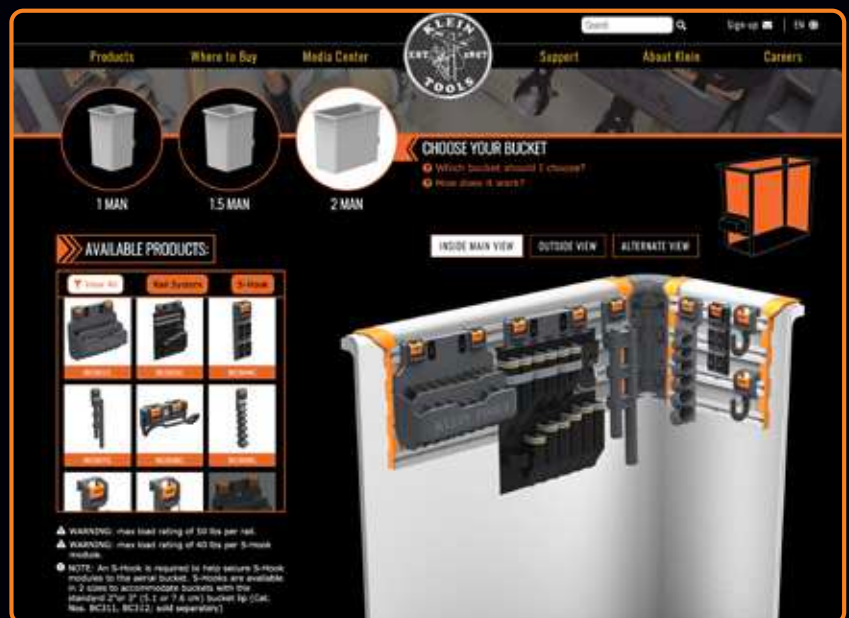 Search
Sign-up | EN
KLEIN
EST. 1857
TOOLS
Products
Where to Buy
Media Center
Support
About Klein
Careers
CHOOSE YOUR BUCKET
Which bucket should I choose?
How does it work?
1 MAN
1.5 MAN
2 MAN
AVAILABLE PRODUCTS:
INSIDE MAIN VIEW
OUTSIDE VIEW
ALTERNATE VIEW
View All
Rail System
S-Hook
WARNING: max load rating of 50 lbs per rail.
WARNING: max load rating of 40 lbs per S-Hook
module.
NOTE: An S-Hook is required to help secure S-Hook
modules to the aerial bucket. S-Hooks are available
in 2 sizes to accommodate buckets with the
standard 2"or 3" (5.1 or 7.6 cm) bucket lip (Cat.
Nos. BC311, BC312; sold separately)
KLEIN TOOLS